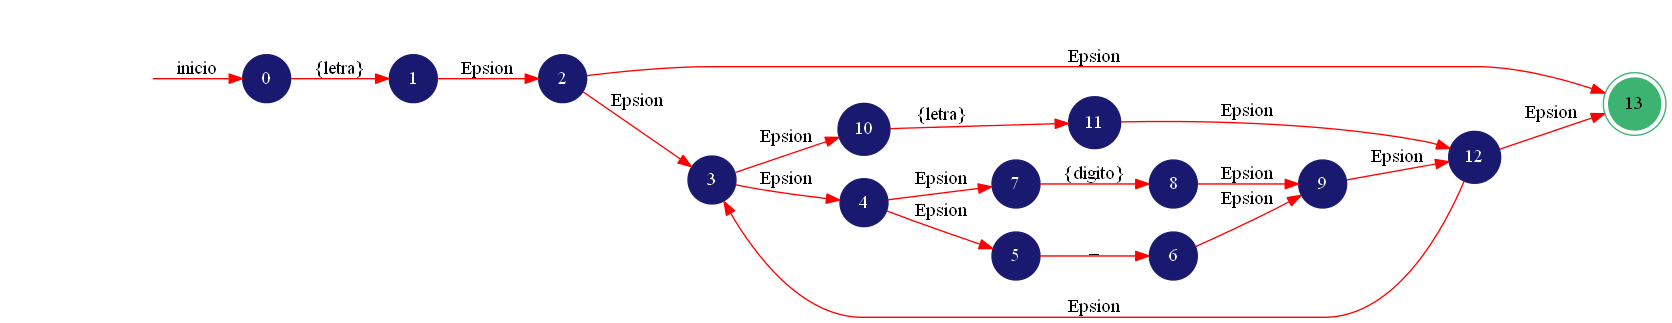 inicio
0
{letra}
1
Epsion
2
Epsion
Epsion
3
Epsion
Epsion
10
{letra}
11
Epsion
4
Epsion
Epsion
7
{digito}
8
Epsion
5
_
6
Epsion
9
Epsion
12
Epsion
Epsion
13